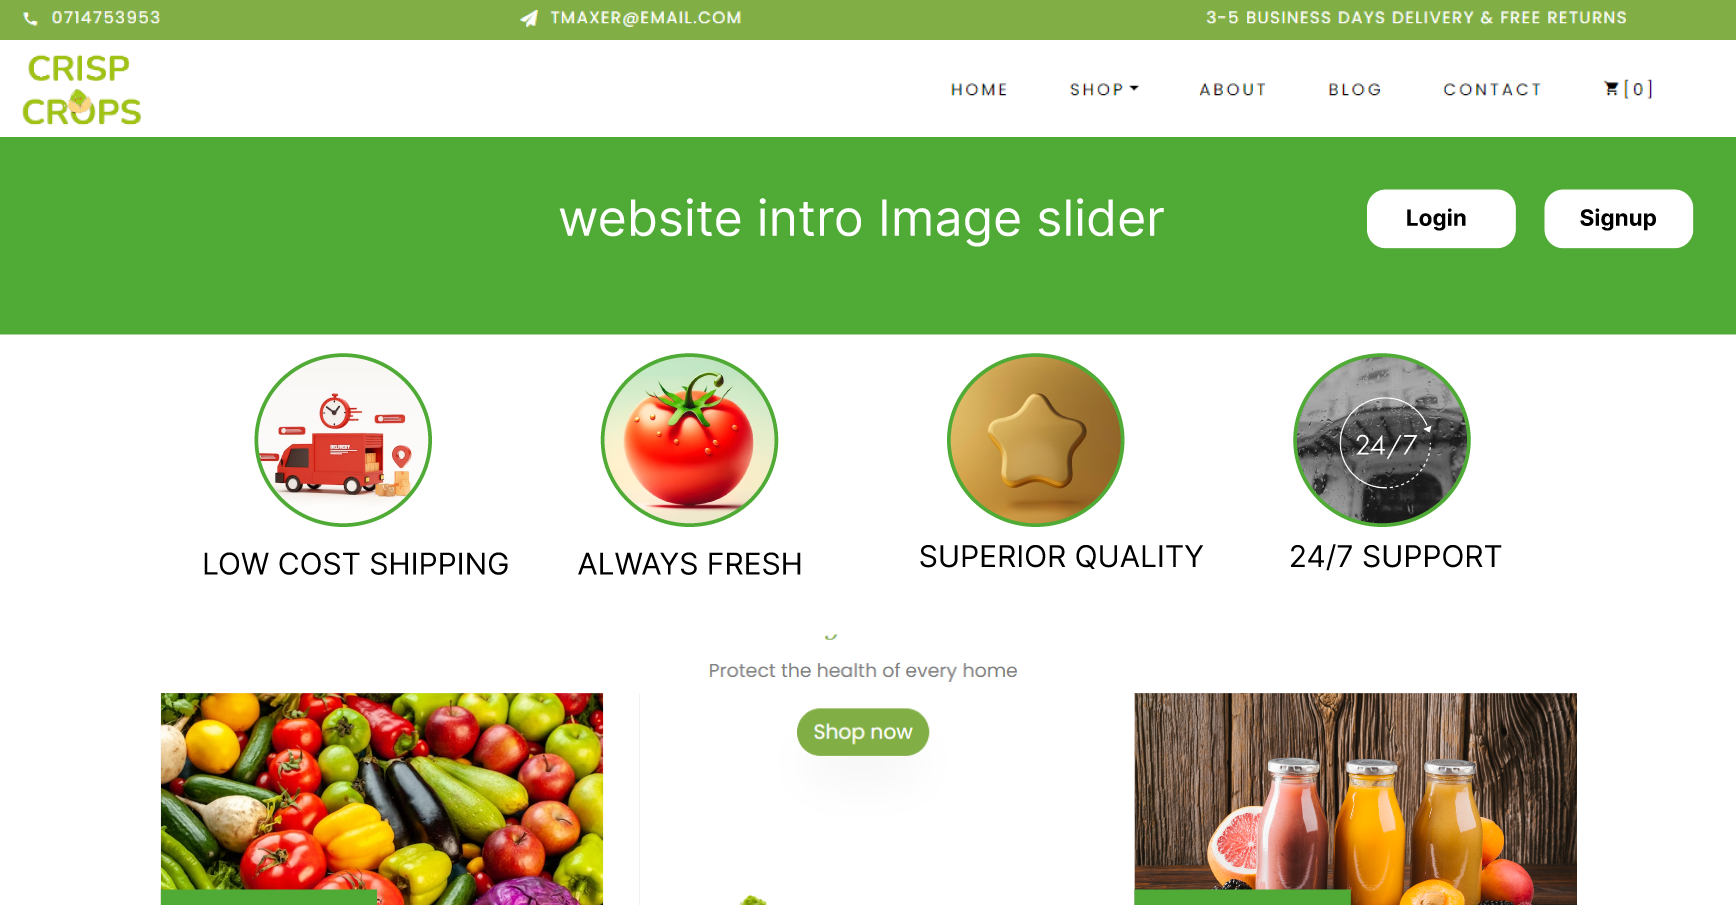 0714753953
TMAXER@EMAIL.COM
3-5 BUSINESS DAYS DELIVERY & FREE RETURNS
CRISP
CROPS
HOME
SHOP
ABOUT
BLOG
CONTACT
[0]
website intro Image slider
Login
Signup
DELIVERY
24/7
LOW COST SHIPPING
ALWAYS FRESH
SUPERIOR QUALITY
24/7 SUPPORT
Protect the health of every home
Shop now